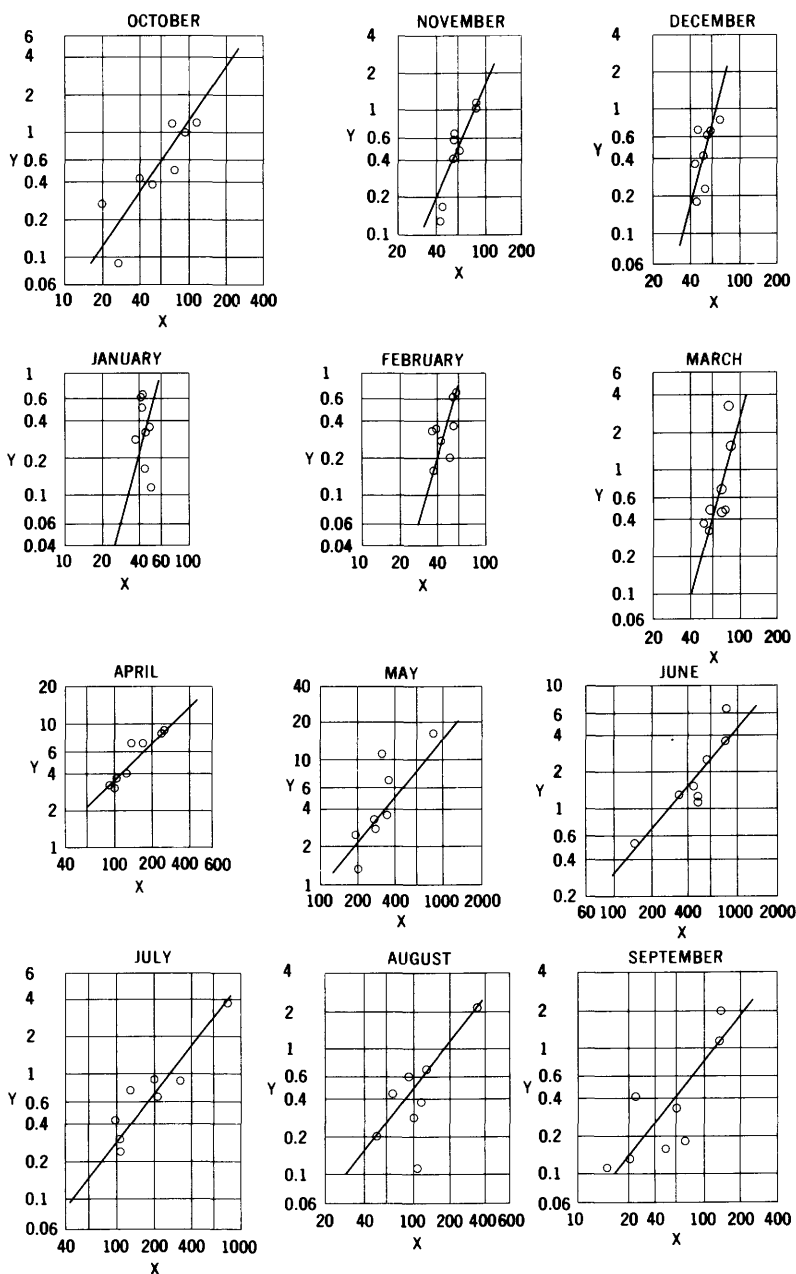 OCTOBER
6
4
2
1
Y 0.6
0.4
0.2
0.1
0.06
10 20 40 100 200 400
X
NOVEMBER
4
2
1
Y 0.6
0.4
0.2
0.1
20 40 100 200
X
DECEMBER
4
2
1
0.6
Y
0.4
0.2
0.1
0.06
20 40 100 200
X
JANUARY
1
0.6
0.4
Y 0.2
0.1
0.06
0.04
10 40 60 100
X
FEBRUARY
1
0.6
0.4
Y 0.2
0.1
0.06
0.04
10 20 40 100
X
MARCH
6
4
2
1
Y 0.6
0.4
0.2
0.1
0.06
20 40 100 200
X
APRIL
20
10
6
Y 4
2
1
40 100 200 400 600
X
MAY
40
20
10
Y 6
4
2
1
100 200 400 1000 2000
X
JUNE
10
6
4
2
Y
1
0.6
0.4
0.2
60 100 200 400 1000 2000
X
JULY
6
4
2
1
Y 0.6
0.4
0.2
0.1
0.06
40 100 200 400 1000
X
AUGUST
4
2
1
Y 0.6
0.4
0.2
0.1
0.06
20 40 100 200 400 600
X
SEPTEMBER
4
2
1
Y 0.6
0.4
0.2
0.1
0.06
10 20 40 100 200 400
X